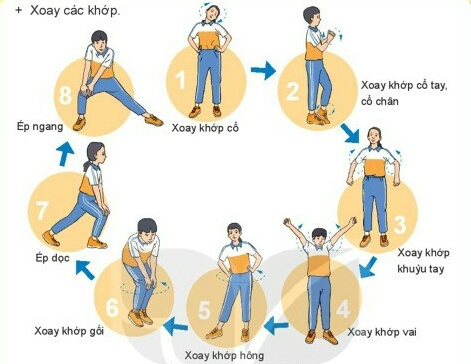 + Xoay các khớp.
1
Xoay khớp cổ
2
Xoay khớp cổ tay,
cổ chân
3
Xoay khớp
khuỷu tay
4
Xoay khớp vai
5
Xoay khớp hông
6
Xoay khớp gối
7
Ép dọc
8
Ép ngang